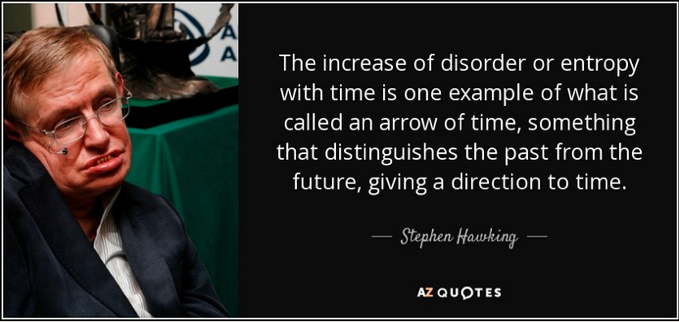 The increase of disorder or entropy
with time is one example of what is
called an arrow of time, something
that distinguishes the past from the
future, giving a direction to time.
Stephen Hawking
AZ QUOTES